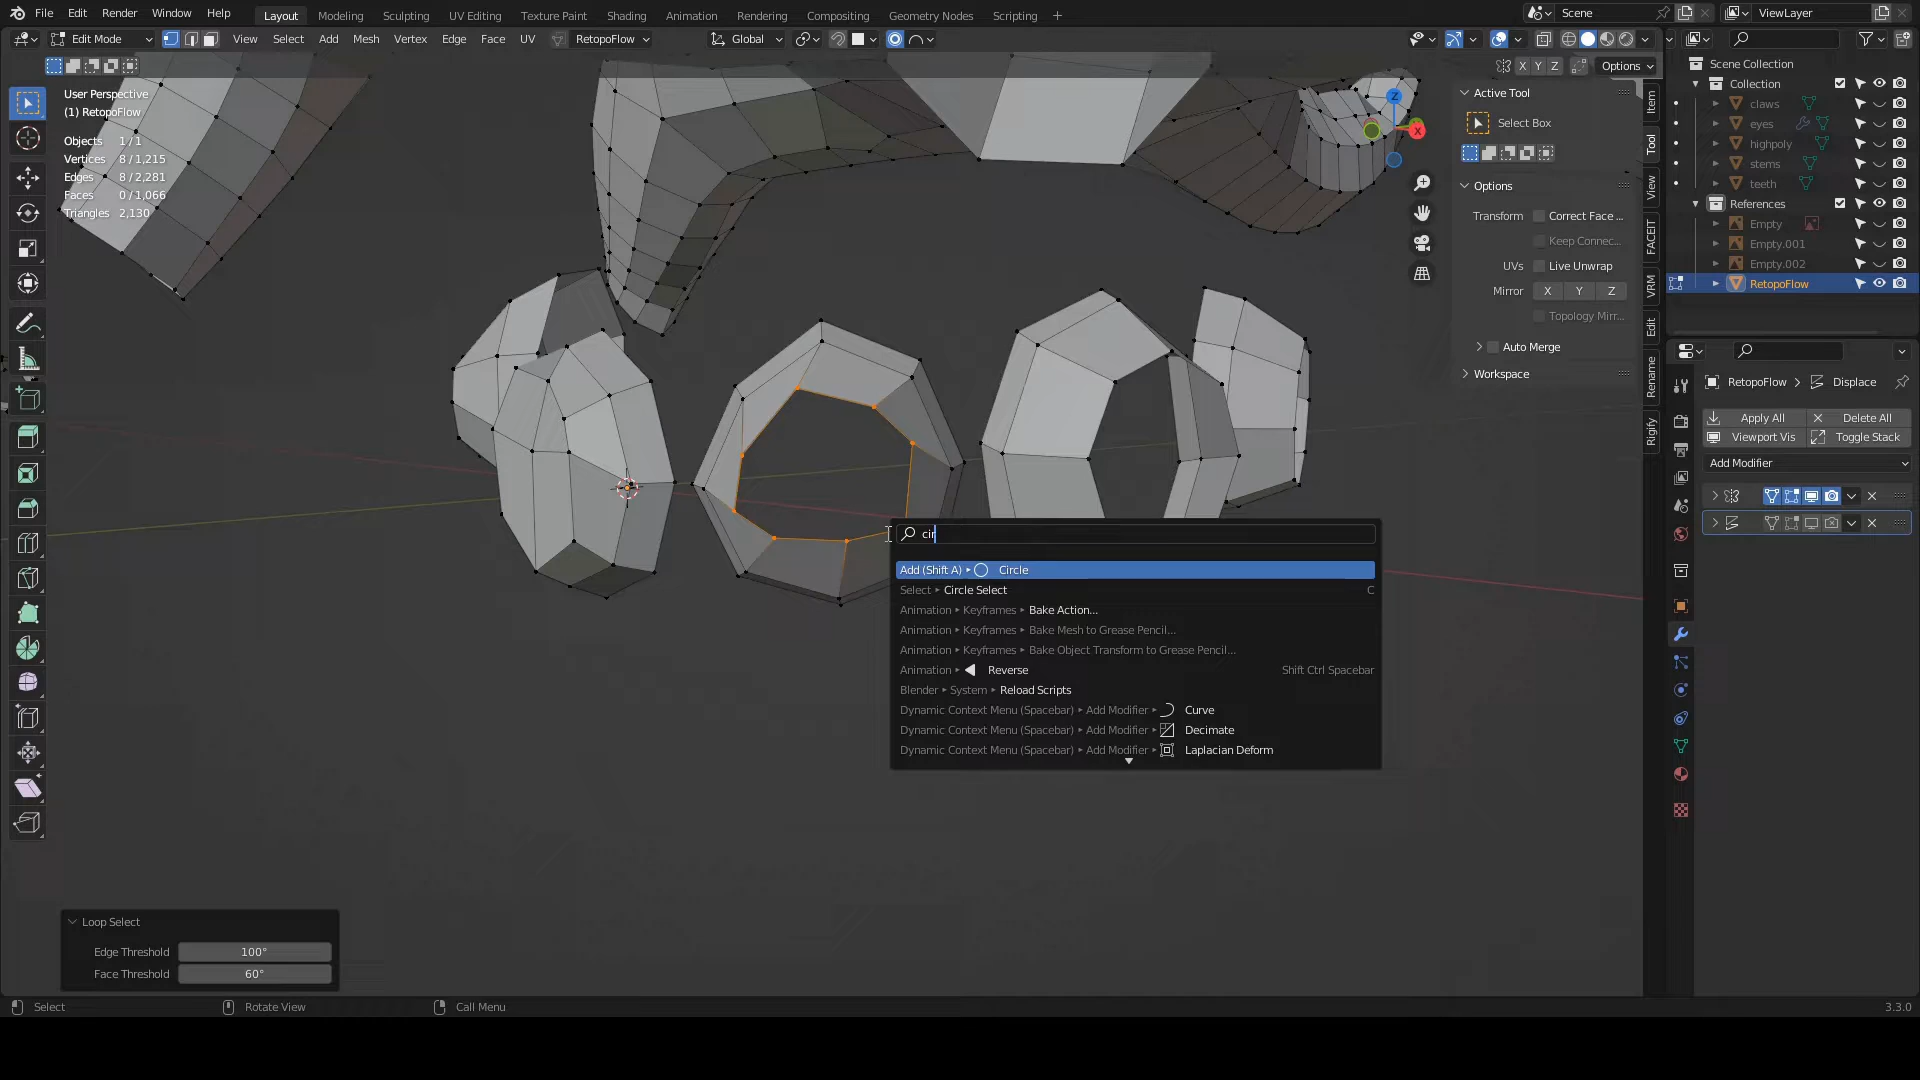 File Edit Render Window Help Layout Modeling Sculpting UV Editing Texture Paint Shading Animation Rendering Compositing Geometry Nodes Scripting + Scene ViewLayer
Edit Mode View Select Add Mesh Vertex Edge Face UV RetopoFlow Global
X Y Z Options
User Perspective
(1) RetopoFlow
Objects 1/1
Vertices 8/1,215
Edges 8/2,281
Faces 0/1,066
Triangles 2,130
Z
X
Active Tool
Select Box
Options
Transform Correct Face ...
Keep Connec...
UVs Live Unwrap
Mirror X Y Z
Topology Mirr...
Auto Merge
Workspace
Item
Tool
View
FACEIT
VRM
Edit
Rename
Rigify
Scene Collection
Collection
claws
eyes
highpoly
stems
teeth
References
Empty
Empty.001
Empty.002
RetopoFlow
RetopoFlow > Displace
Apply All Delete All
Viewport Vis Toggle Stack
Add Modifier
cir
Add (Shift A) ▸ Circle
Select ▸ Circle Select C
Animation ▸ Keyframes ▸ Bake Action...
Animation ▸ Keyframes ▸ Bake Mesh to Grease Pencil...
Animation ▸ Keyframes ▸ Bake Object Transform to Grease Pencil...
Animation ▸ Reverse Shift Ctrl Spacebar
Blender ▸ System ▸ Reload Scripts
Dynamic Context Menu (Spacebar) ▸ Add Modifier ▸ Curve
Dynamic Context Menu (Spacebar) ▸ Add Modifier ▸ Decimate
Dynamic Context Menu (Spacebar) ▸ Add Modifier ▸ Laplacian Deform
Loop Select
Edge Threshold 100°
Face Threshold 60°
Select Rotate View Call Menu 3.3.0